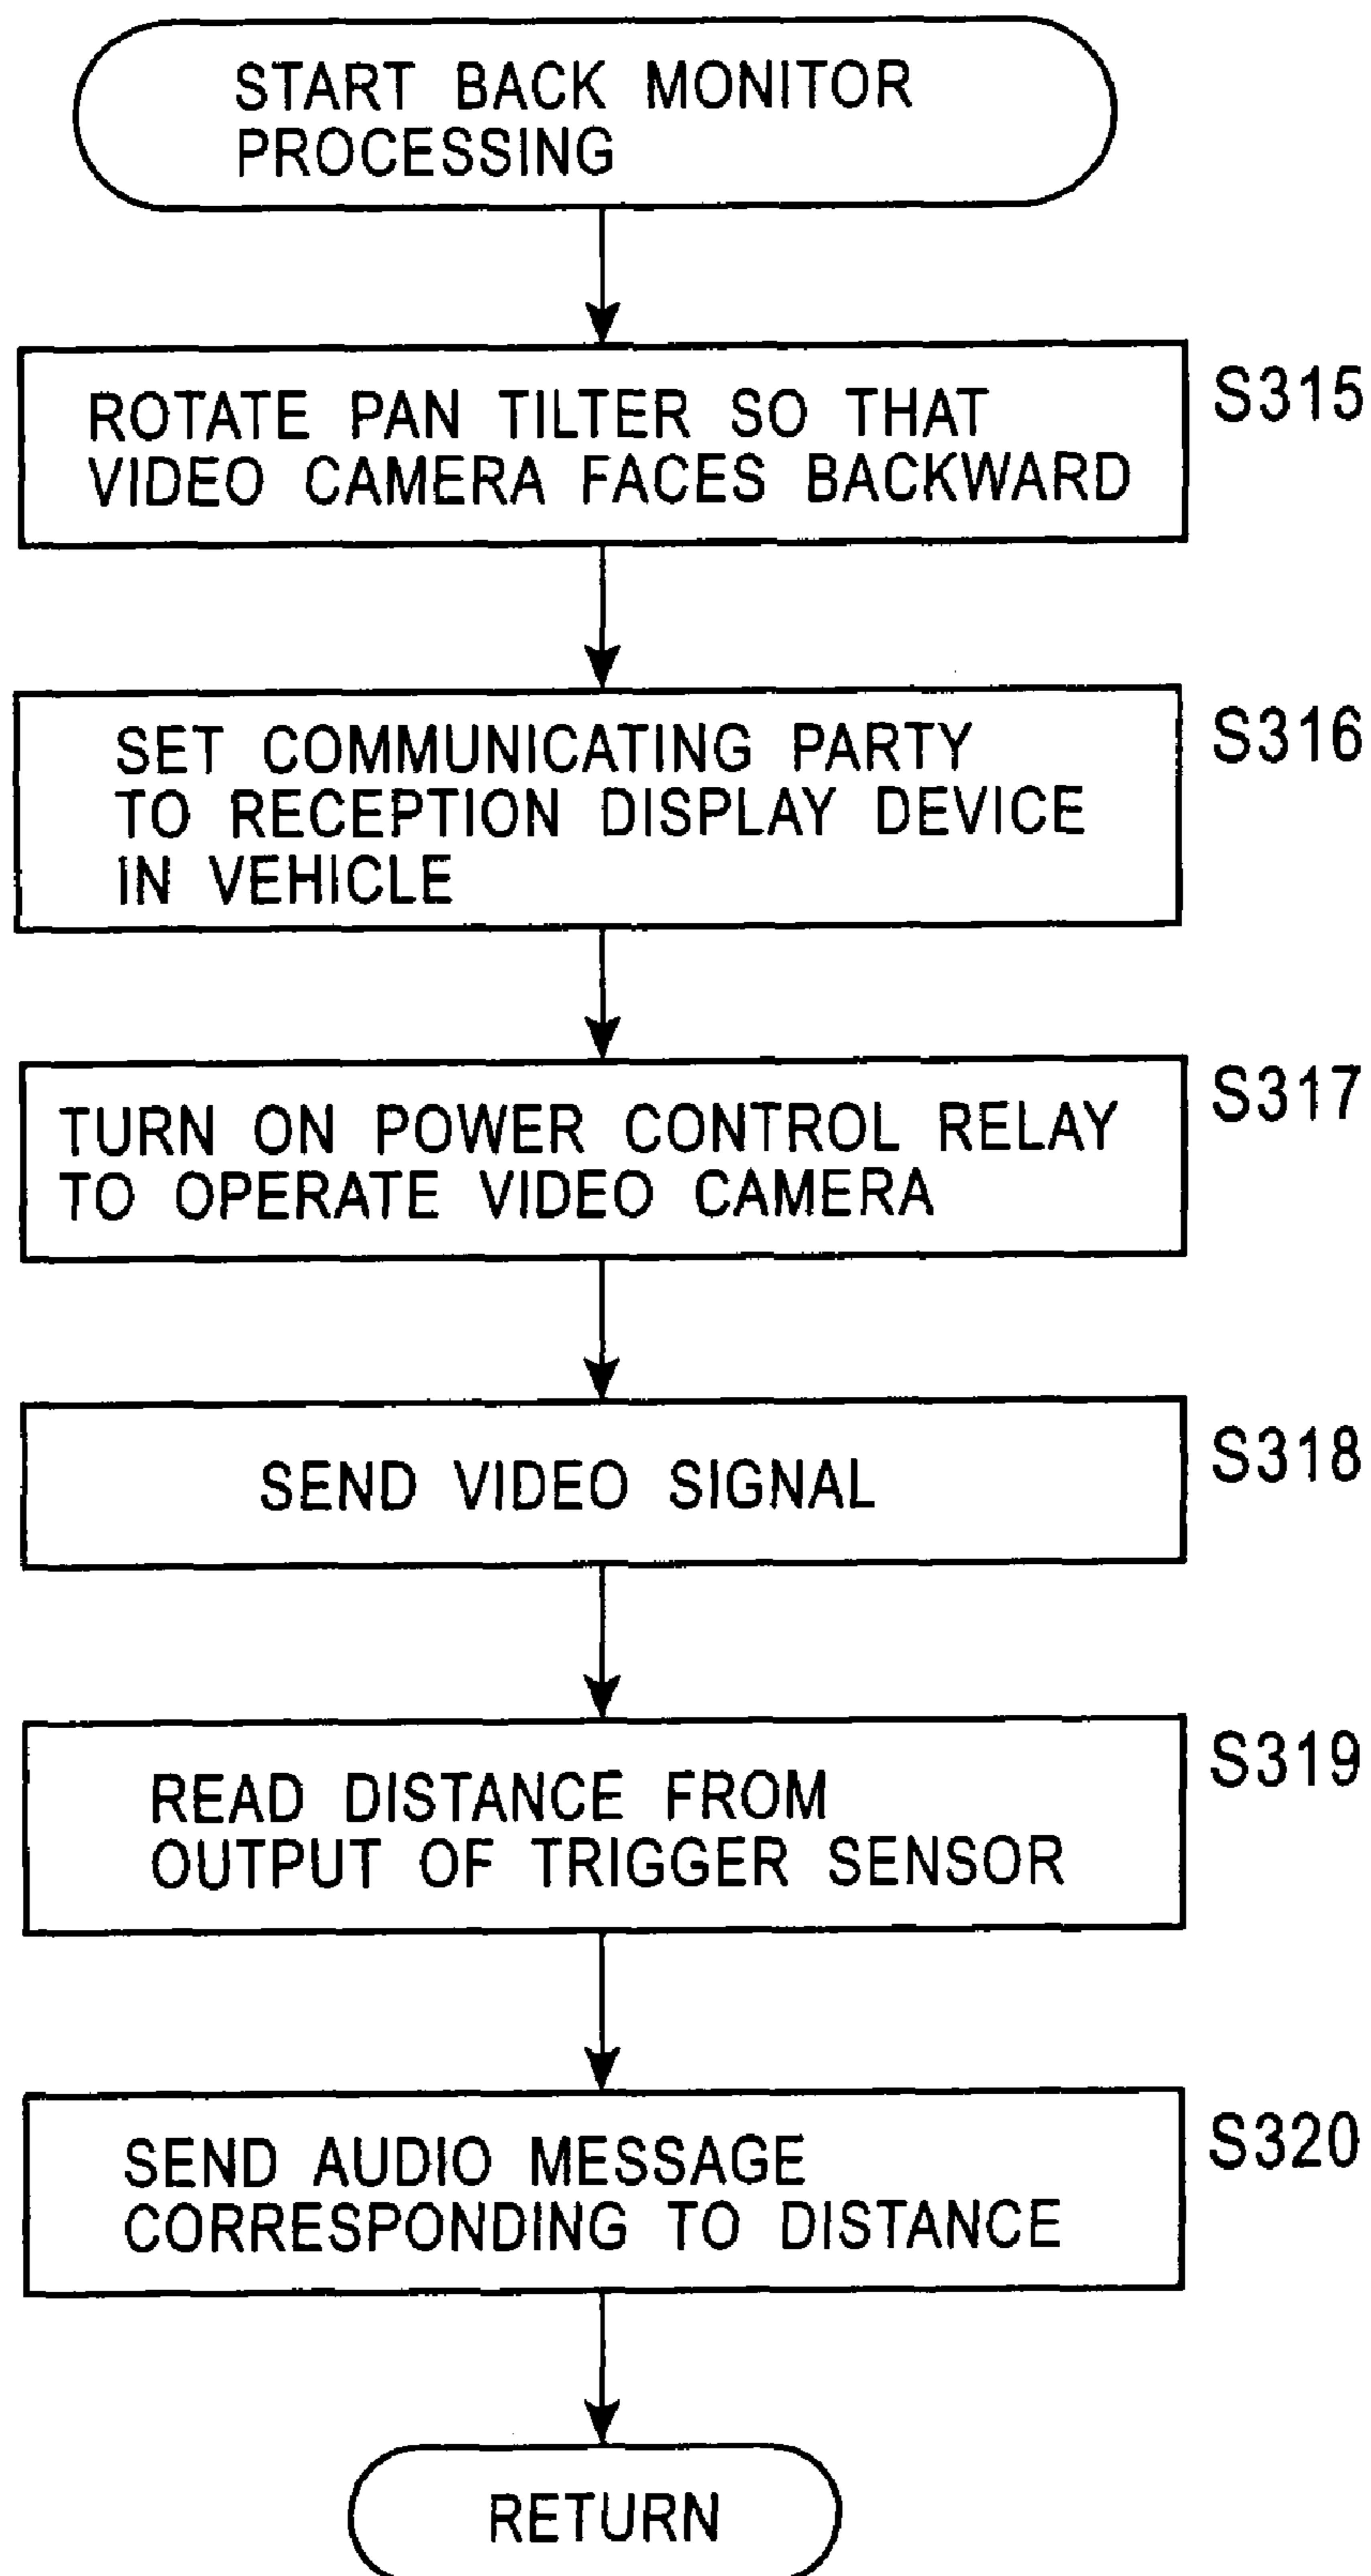 START BACK MONITOR
PROCESSING
ROTATE PAN TILTER SO THAT
VIDEO CAMERA FACES BACKWARD
S315
SET COMMUNICATING PARTY
TO RECEPTION DISPLAY DEVICE
IN VEHICLE
S316
TURN ON POWER CONTROL RELAY
TO OPERATE VIDEO CAMERA
S317
SEND VIDEO SIGNAL
S318
READ DISTANCE FROM
OUTPUT OF TRIGGER SENSOR
S319
SEND AUDIO MESSAGE
CORRESPONDING TO DISTANCE
S320
RETURN